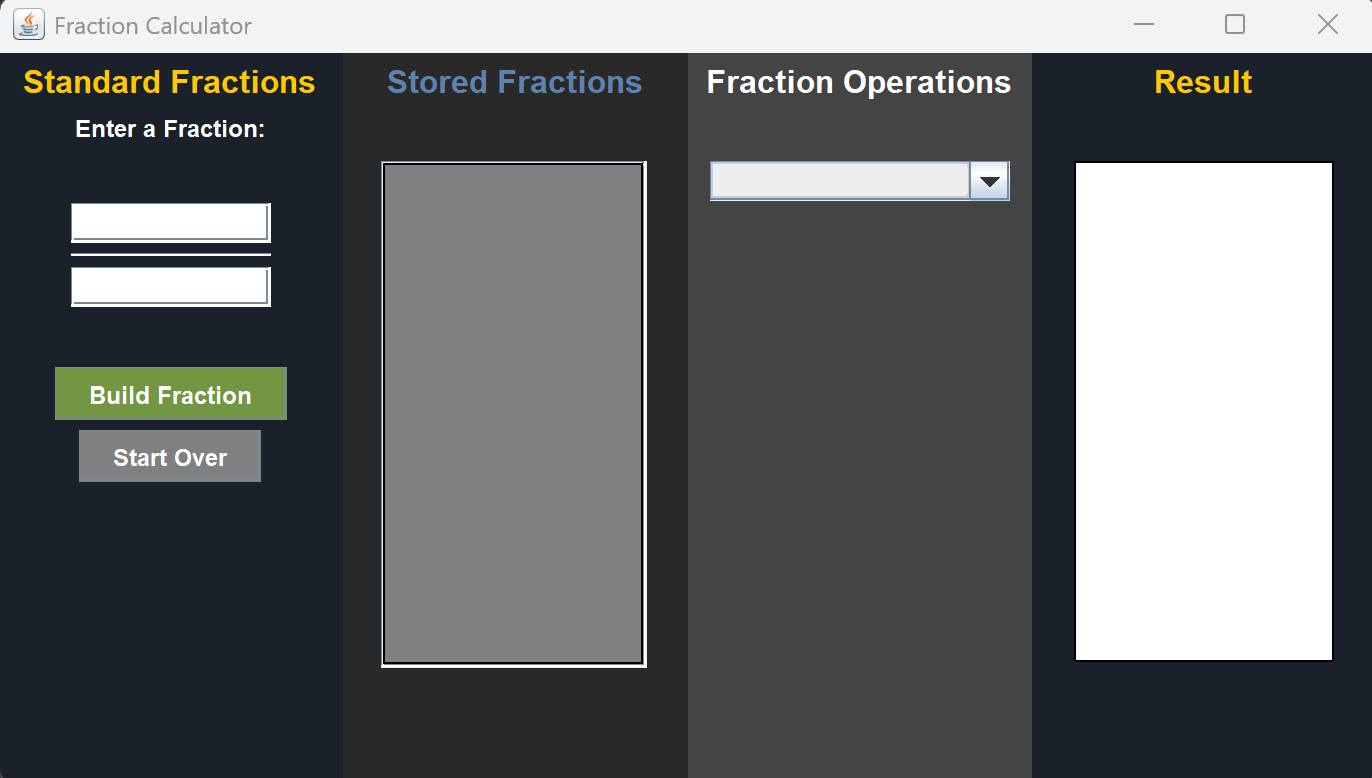 Fraction Calculator
Standard Fractions
Enter a Fraction:
Build Fraction
Start Over
Stored Fractions
Fraction Operations
Result